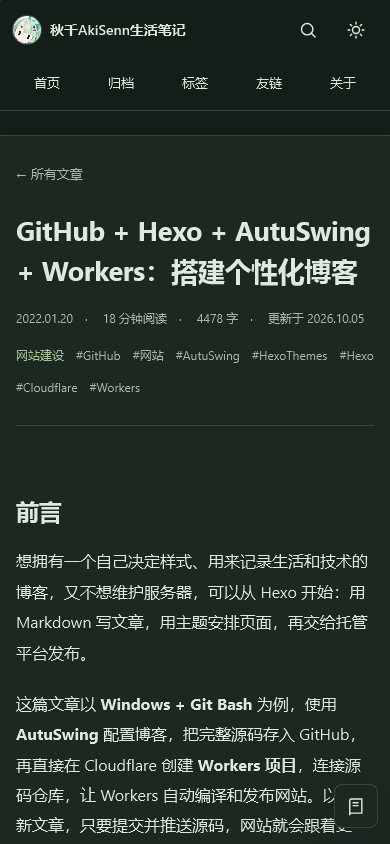 秋千AkiSenn生活笔记
首页 归档 标签 友链 关于
← 所有文章
GitHub + Hexo + AutuSwing
+ Workers：搭建个性化博客
2022.01.20 · 18 分钟阅读 · 4478 字 · 更新于 2026.10.05
网站建设 #GitHub #网站 #AutuSwing #HexoThemes #Hexo
#Cloudflare #Workers
前言
想拥有一个自己决定样式、用来记录生活和技术的
博客，又不想维护服务器，可以从 Hexo 开始：用
Markdown 写文章，用主题安排页面，再交给托管
平台发布。
这篇文章以 Windows + Git Bash 为例，使用
AutuSwing 配置博客，把完整源码存入 GitHub，
再直接在 Cloudflare 创建 Workers 项目，连接源
码仓库，让 Workers 自动编译和发布网站。以
新文章，只要提交并推送源码，网站就会跟着更